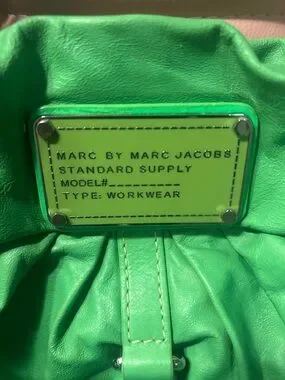 MARC BY MARC JACOBS
STANDARD SUPPLY
MODEL#_________
TYPE: WORKWEAR